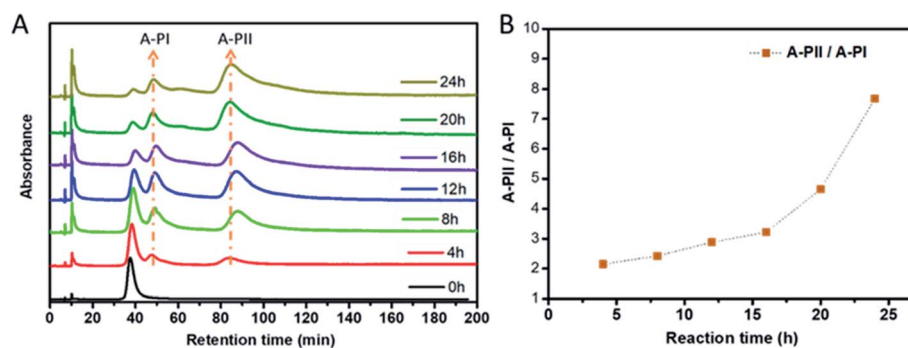 A
A-PI
A-PII
24h
20h
16h
12h
8h
4h
0h
Absorbance
0 20 40 60 80 100 120 140 160 180 200
Retention time (min)
B
10
9
8
7
6
5
4
3
2
1
A-PII / A-PI
A-PII / A-PI
0 5 10 15 20 25
Reaction time (h)